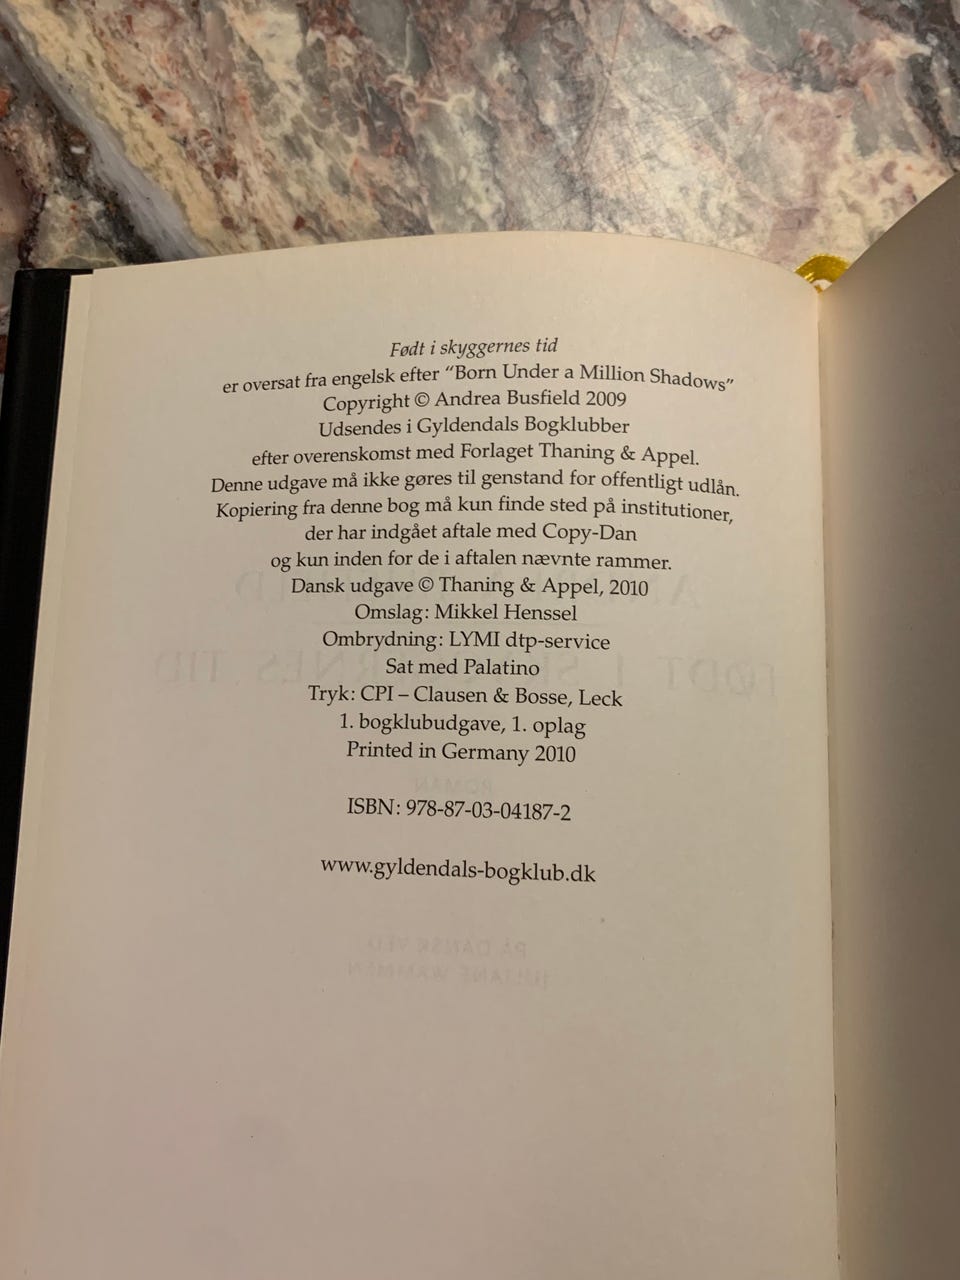 Født i skyggernes tid
er oversat fra engelsk efter "Born Under a Million Shadows"
Copyright © Andrea Busfield 2009
Udsendes i Gyldendals Bogklubber
efter overenskomst med Forlaget Thaning & Appel.
Denne udgave må ikke gøres til genstand for offentligt udlån.
Kopiering fra denne bog må kun finde sted på institutioner,
der har indgået aftale med Copy-Dan
og kun inden for de i aftalen nævnte rammer.
Dansk udgave © Thaning & Appel, 2010
Omslag: Mikkel Henssel
Ombrydning: LYMI dtp-service
Sat med Palatino
Tryk: CPI – Clausen & Bosse, Leck
1. bogklubudgave, 1. oplag
Printed in Germany 2010
ISBN: 978-87-03-04187-2
www.gyldendals-bogklub.dk